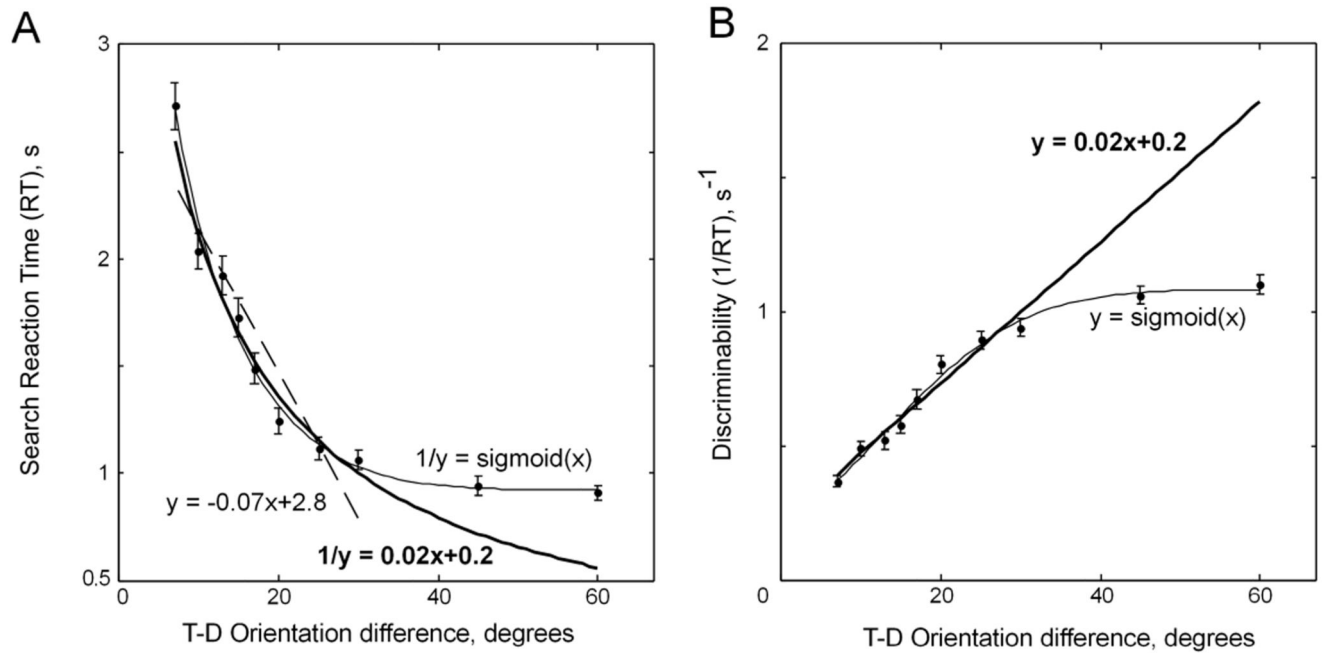 A
3
2
1
0.5
0
20
40
60
Search Reaction Time (RT), s
1/y = sigmoid(x)
y = -0.07x+2.8
1/y = 0.02x+0.2
T-D Orientation difference, degrees
B
2
1
0
0
20
40
60
Discriminability (1/RT), s-1
y = 0.02x+0.2
y = sigmoid(x)
T-D Orientation difference, degrees